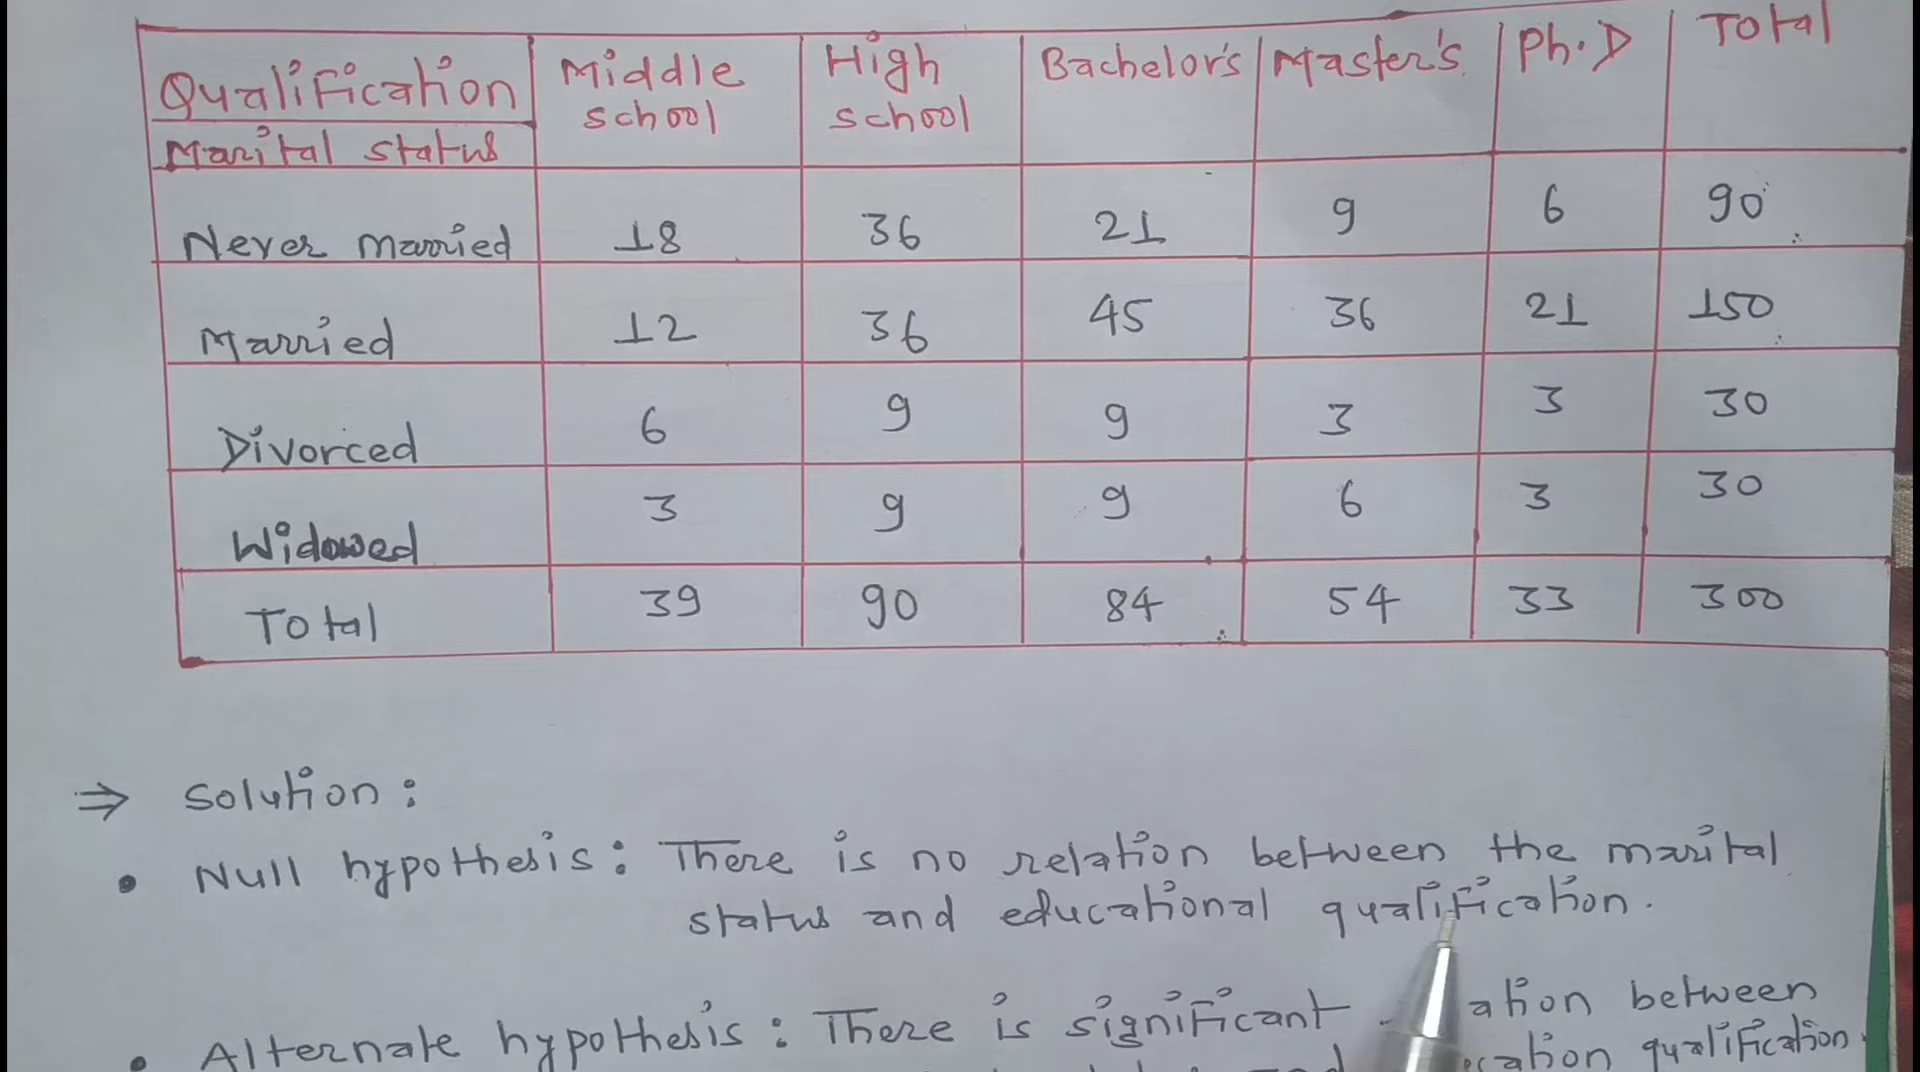 Qualification Middle school High school Bachelor's Master's Ph.D Total
Marital status
Never Married 18 36 21 9 6 90
Married 12 36 45 36 21 150
Divorced 6 9 9 3 3 30
Widowed 3 9 9 6 3 30
Total 39 90 84 54 33 300
⇒ Solution:
• Null hypothesis: There is no relation between the marital
status and educational qualification.
• Alternate hypothesis: There is significant between
qualification.